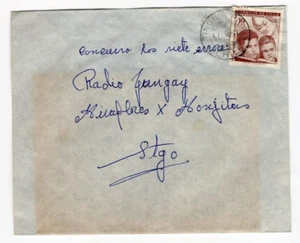 Concurso los siete errores
Radio Yungay
Miraflores X Monjitas
Stgo